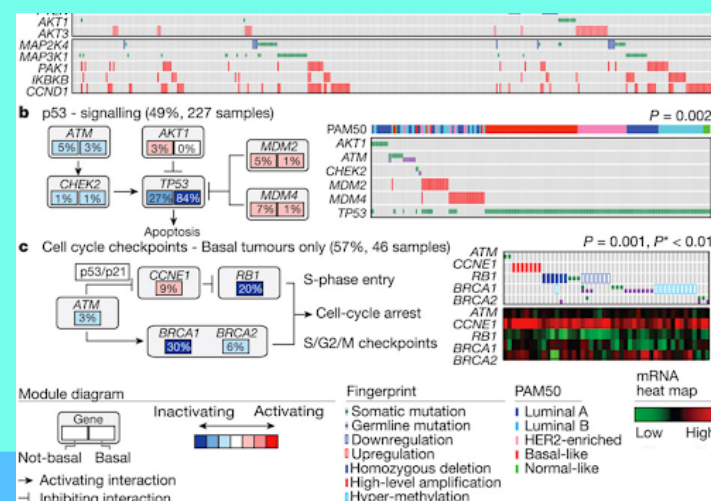 AKT1
AKT3
MAP2K4
MAP3K1
PAK1
IKBKB
CCND1
b p53 - signalling (49%, 227 samples)
P = 0.002
ATM
5% 3%
AKT1
3% 0%
MDM2
5% 1%
CHEK2
1% 1%
TP53
27% 84%
MDM4
7% 1%
Apoptosis
PAM50
AKT1
ATM
CHEK2
MDM2
MDM4
TP53
c Cell cycle checkpoints - Basal tumours only (57%, 46 samples)
P = 0.001, P* < 0.01
p53/p21
CCNE1
9%
RB1
20%
S-phase entry
ATM
3%
Cell-cycle arrest
BRCA1
30%
BRCA2
6%
S/G2/M checkpoints
ATM
CCNE1
RB1
BRCA1
BRCA2
ATM
CCNE1
RB1
BRCA1
BRCA2
Module diagram
Gene
Not-basal Basal
Activating interaction
Inhibiting interaction
Inactivating Activating
Fingerprint
Somatic mutation
Germline mutation
Downregulation
Upregulation
Homozygous deletion
High-level amplification
Hyper-methylation
PAM50
Luminal A
Luminal B
HER2-enriched
Basal-like
Normal-like
mRNA
heat map
Low High